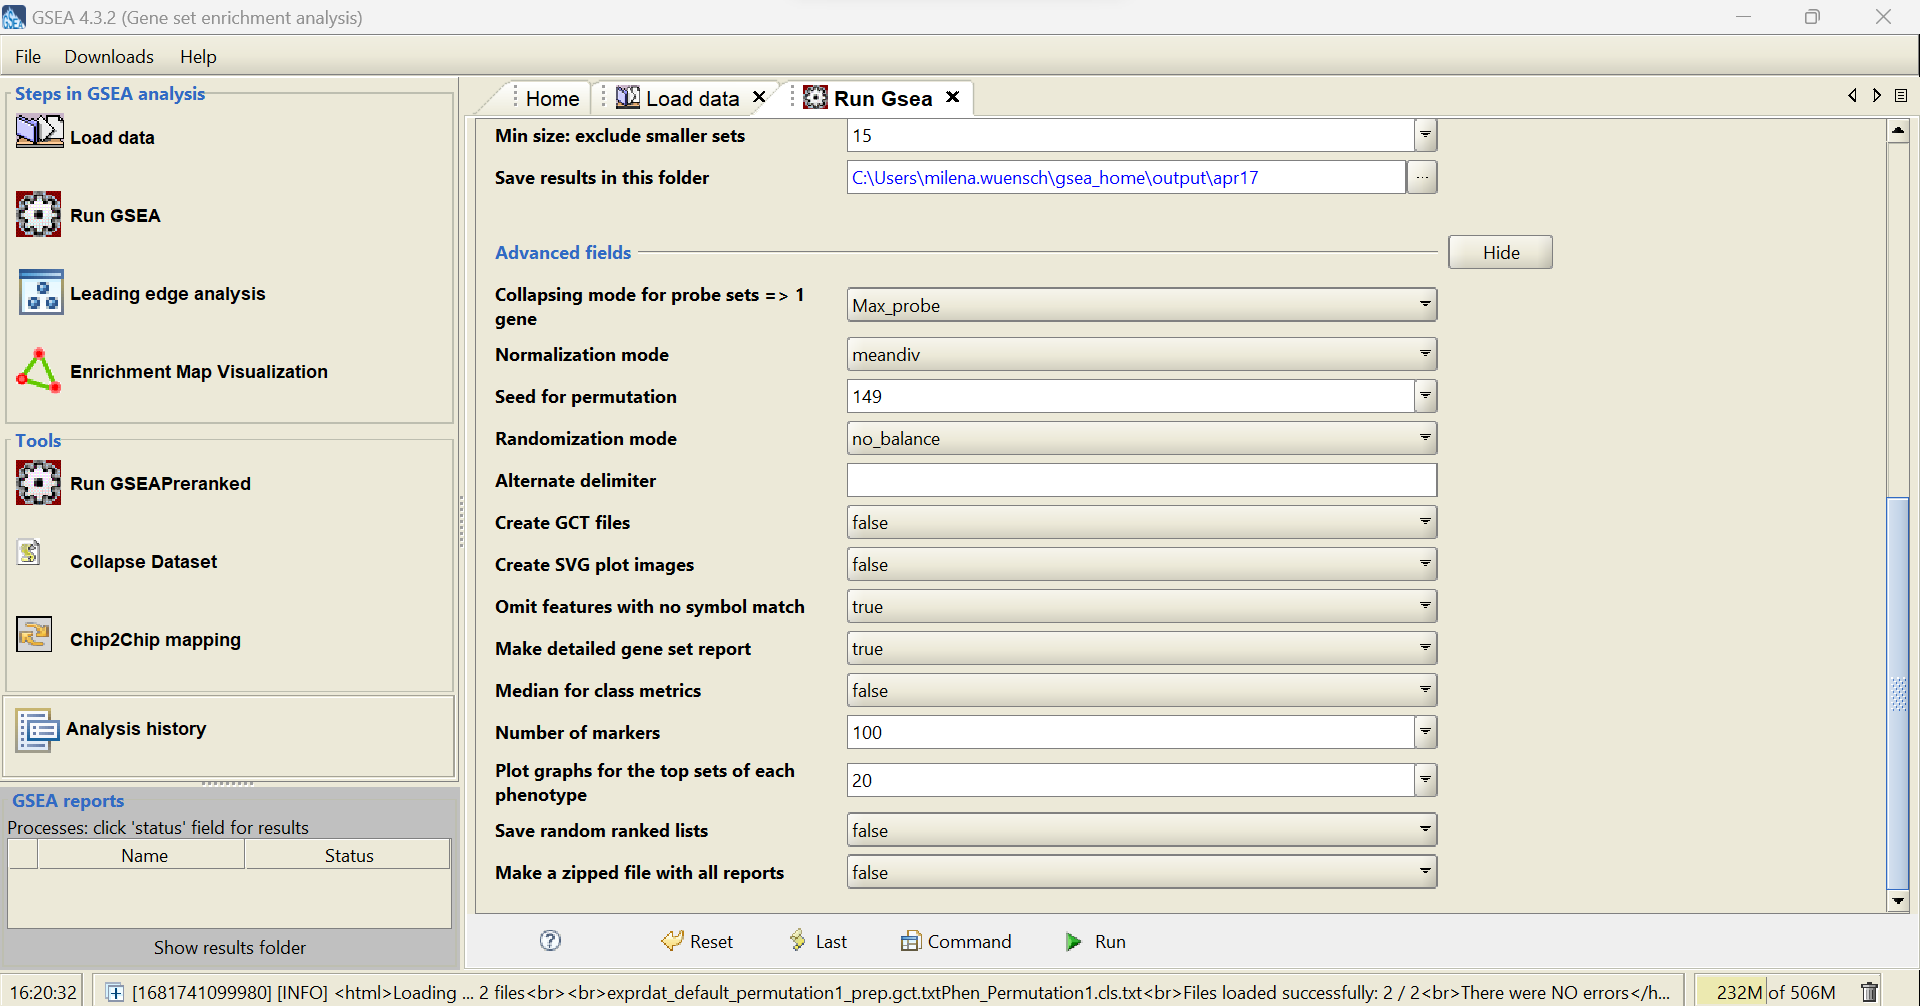 GSEA 4.3.2 (Gene set enrichment analysis)
File Downloads Help
Steps in GSEA analysis
Load data
Run GSEA
Leading edge analysis
Enrichment Map Visualization
Tools
Run GSEAPreranked
Collapse Dataset
Chip2Chip mapping
Analysis history
GSEA reports
Processes: click 'status' field for results
Name Status
Show results folder
Home Load data Run Gsea
Min size: exclude smaller sets 15
Save results in this folder C:\Users\milena.wuensch\gsea_home\output\apr17 ...
Advanced fields Hide
Collapsing mode for probe sets => 1
gene Max_probe
Normalization mode meandiv
Seed for permutation 149
Randomization mode no_balance
Alternate delimiter
Create GCT files false
Create SVG plot images false
Omit features with no symbol match true
Make detailed gene set report true
Median for class metrics false
Number of markers 100
Plot graphs for the top sets of each
phenotype 20
Save random ranked lists false
Make a zipped file with all reports false
? Reset Last Command Run
16:20:32 [1681741099980] [INFO] <html>Loading ... 2 files<br><br>exprdat_default_permutation1_prep.gct.txtPhen_Permutation1.cls.txt<br>Files loaded successfully: 2 / 2<br>There were NO errors</h... 232M of 506M